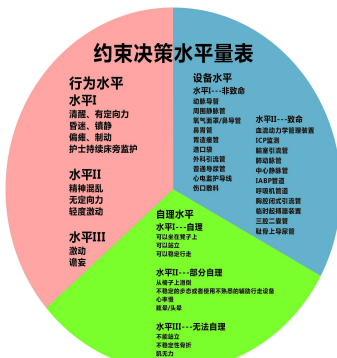 约束决策水平量表
行为水平
水平I
清醒、有定向力
昏迷、镇静
偏瘫、制动
护士持续床旁监护
水平II
精神混乱
无定向力
轻度激动
水平III
激动
谵妄
设备水平
水平I---非致命
动脉导管
周围静脉管
氧气面罩/鼻导管
鼻胃管
胃造瘘管
造口袋
外科引流管
普通导尿管
心电监护导线
伤口敷料
水平II---致命
血流动力学管理装置
ICP监测
脑室引流管
肺动脉管
中心静脉管
IABP管道
呼吸机管道
胸腔闭式引流管
临时起搏器装置
三腔二囊管
耻骨上导尿管
自理水平
水平I---自理
可以坐在凳子上
可以站立
可以稳定行走
水平II---部分自理
从椅子上滑倒
不稳定的步态或者使用不熟悉的辅助行走设备
心率慢
眩晕/头晕
水平III---无法自理
不能站立
不稳定性骨折
肌无力